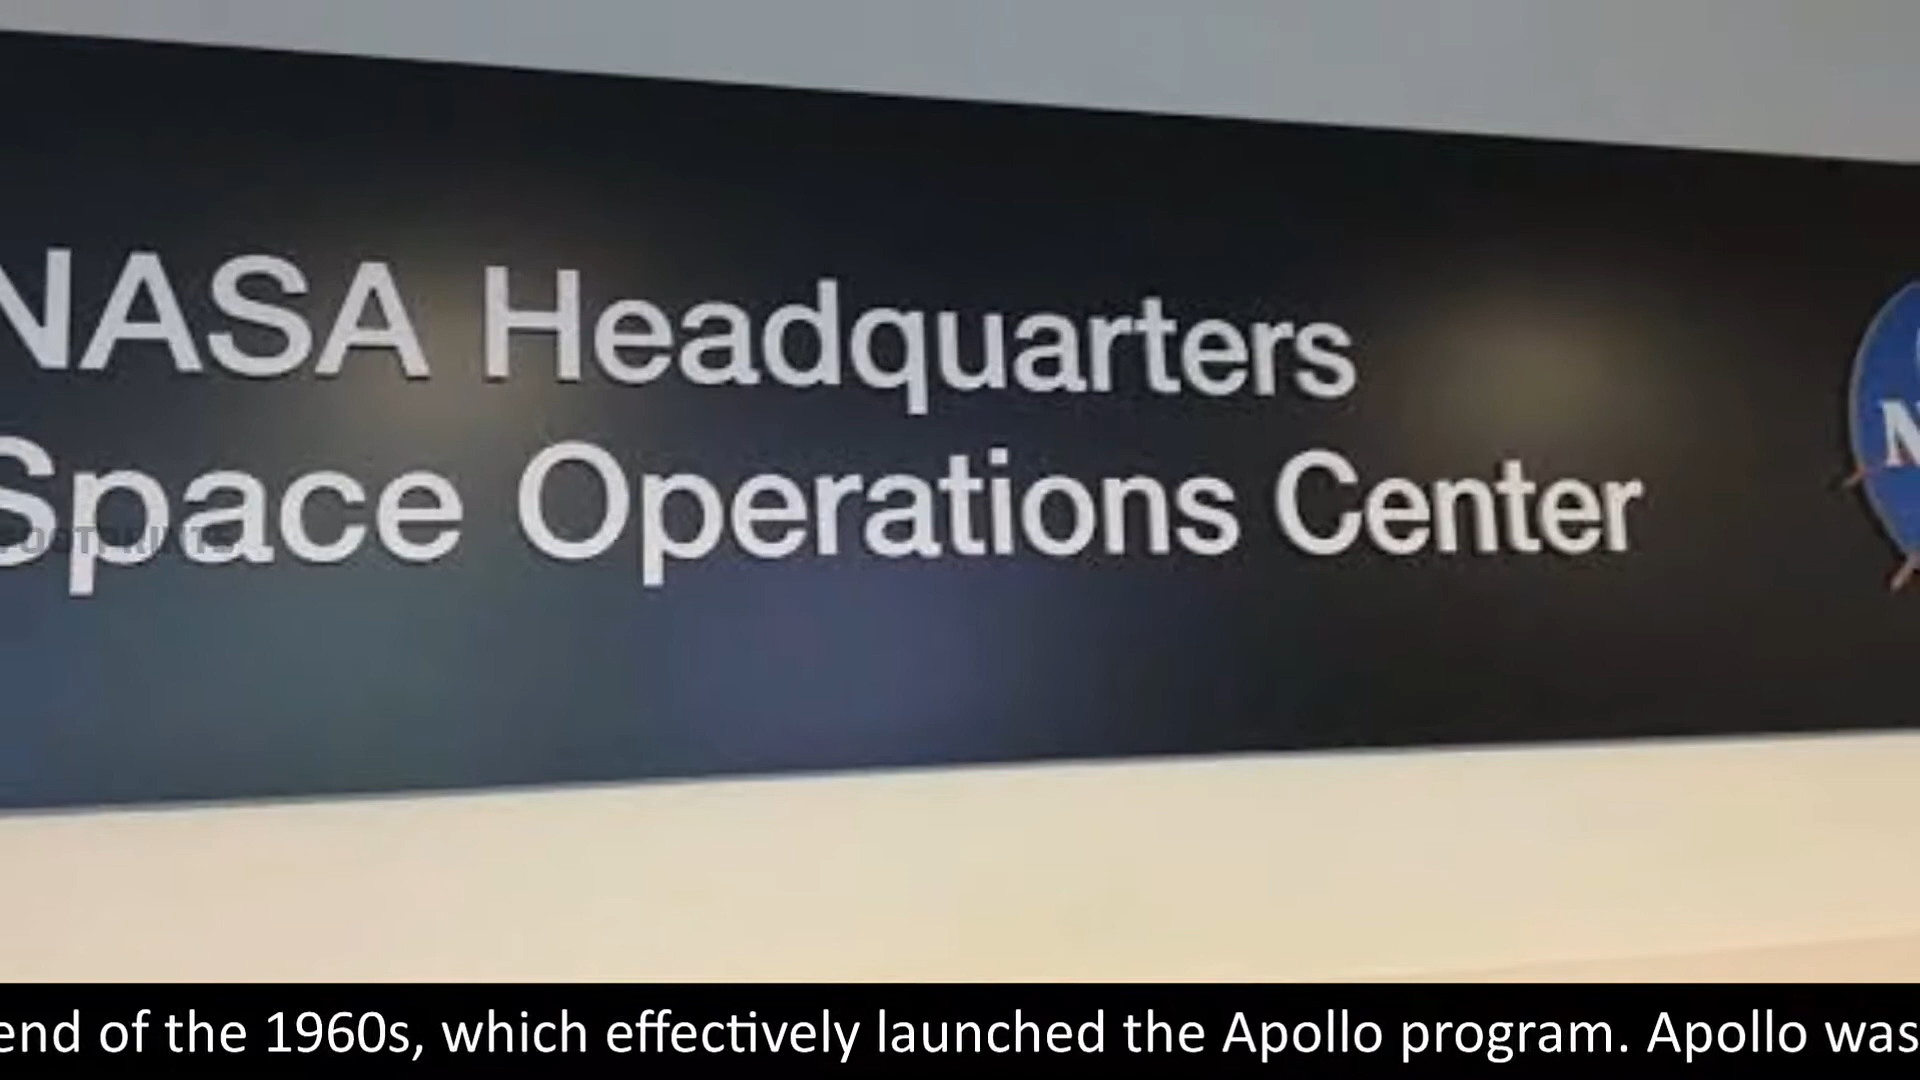 NASA Headquarters
Space Operations Center
end of the 1960s, which effectively launched the Apollo program. Apollo was